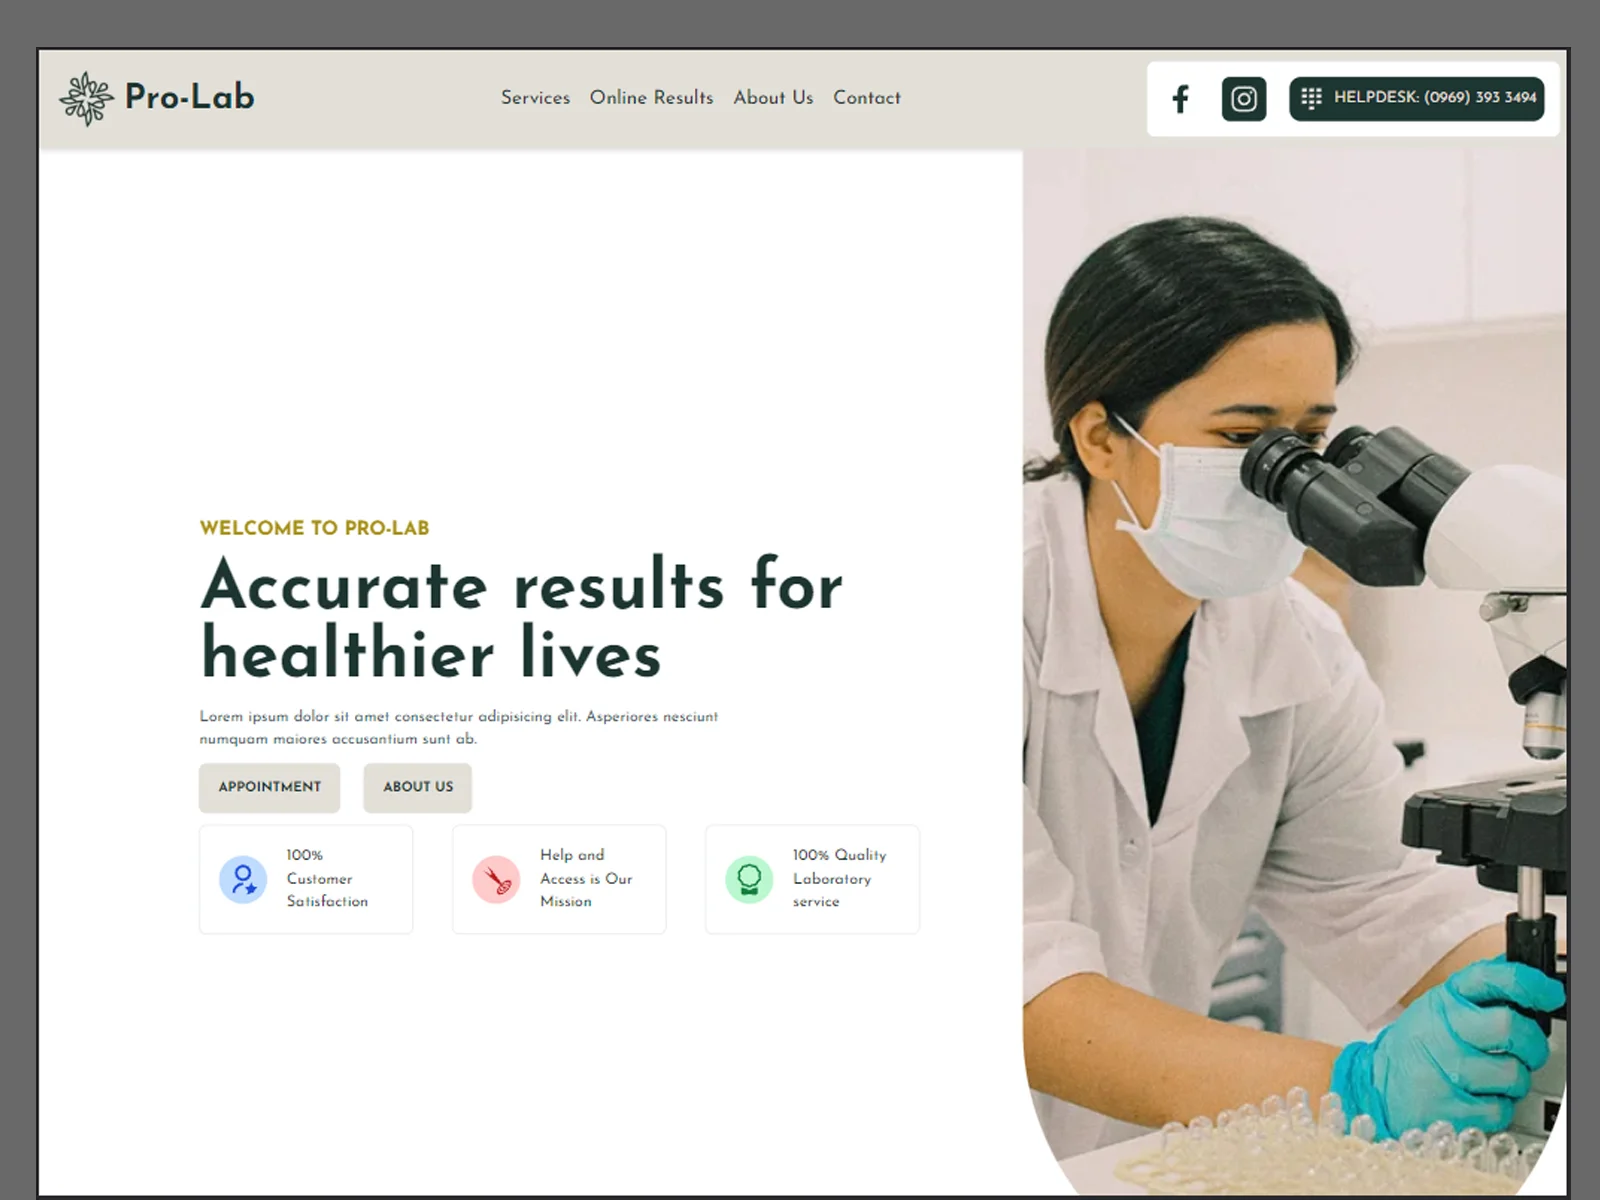 Pro-Lab
Services Online Results About Us Contact
HELPDESK: (0969) 393 3494
WELCOME TO PRO-LAB
Accurate results for
healthier lives
Lorem ipsum dolor sit amet consectetur adipisicing elit. Asperiores nesciunt
numquam maiores accusantium sunt ab.
APPOINTMENT
ABOUT US
100%
Customer
Satisfaction
Help and
Access is Our
Mission
100% Quality
Laboratory
service